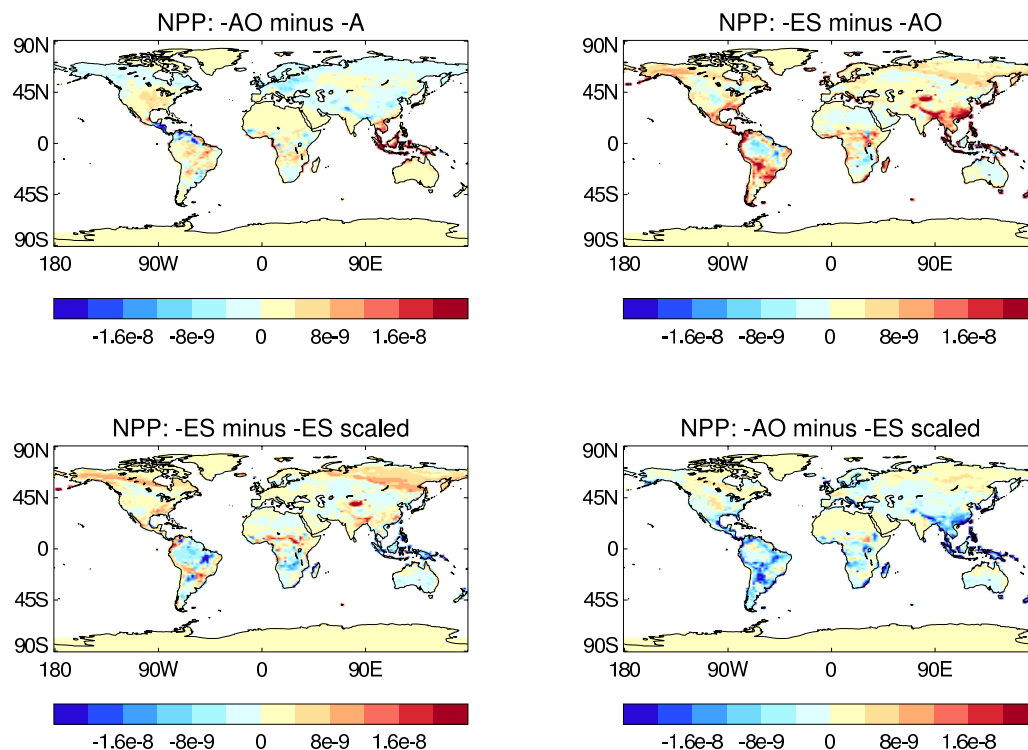 NPP: -AO minus -A
90N
45N
0
45S
90S
180 90W 0 90E
-1.6e-8 -8e-9 0 8e-9 1.6e-8
NPP: -ES minus -AO
90N
45N
0
45S
90S
180 90W 0 90E
-1.6e-8 -8e-9 0 8e-9 1.6e-8
NPP: -ES minus -ES scaled
90N
45N
0
45S
90S
180 90W 0 90E
-1.6e-8 -8e-9 0 8e-9 1.6e-8
NPP: -AO minus -ES scaled
90N
45N
0
45S
90S
180 90W 0 90E
-1.6e-8 -8e-9 0 8e-9 1.6e-8